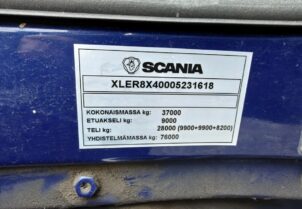 SCANIA
XLER8X40005231618
KOKONAISMASSA kg: 37000
ETUAKSELI kg: 9000
TELI kg: 28000 (9900+9900+8200)
YHDISTELMÄMASSA kg: 76000